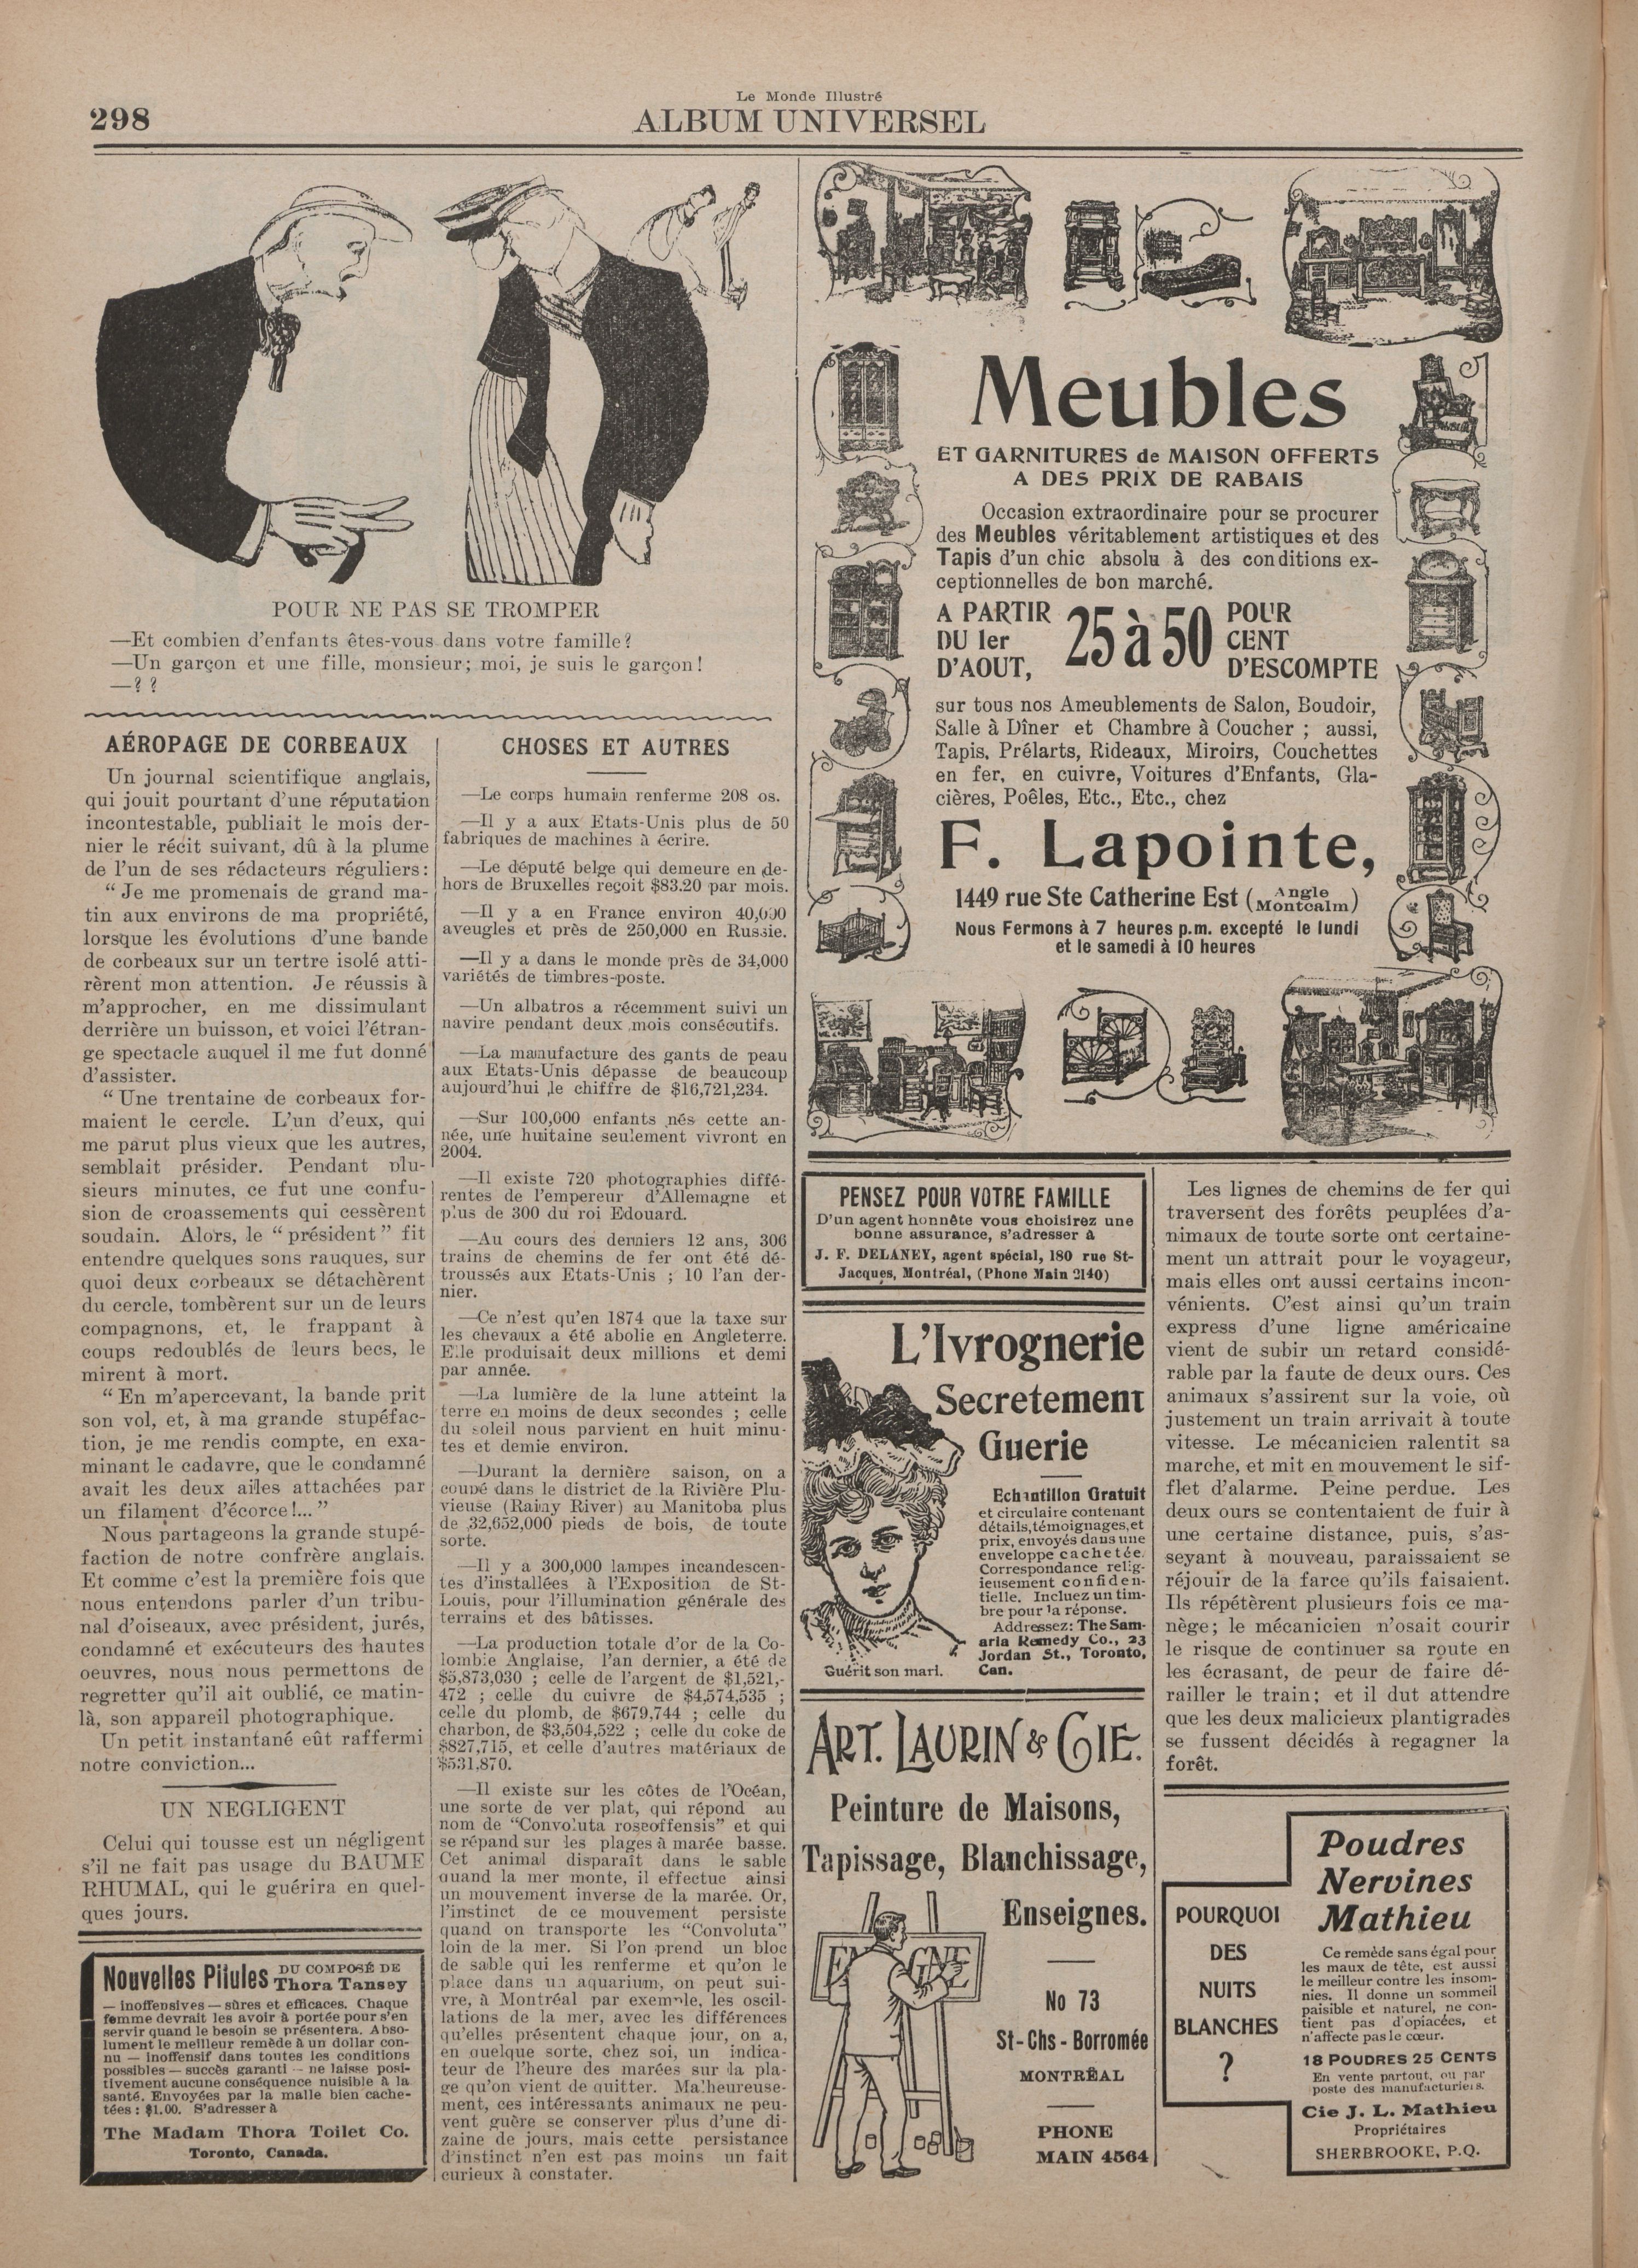 298
Le Monde Illustré
ALBUM UNIVERSEL
POUR NE PAS SE TROMPER
—Et combien d'enfants êtes-vous dans votre famille?
—Un garçon et une fille, monsieur; moi, je suis le garçon!
—? ?
AÉROPAGE DE CORBEAUX
Un journal scientifique anglais,
qui jouit pourtant d'une réputation
incontestable, publiait le mois der-
nier le récit suivant, dû à la plume
de l'un de ses rédacteurs réguliers:
“Je me promenais de grand ma-
tin aux environs de ma propriété,
lorsque les évolutions d'une bande
de corbeaux sur un tertre isolé atti-
rèrent mon attention. Je réussis à
m'approcher, en me dissimulant
derrière un buisson, et voici l'étran-
ge spectacle auquel il me fut donné
d'assister.
“Une trentaine de corbeaux for-
maient le cercle. L'un d'eux, qui
me parut plus vieux que les autres,
semblait présider. Pendant plu-
sieurs minutes, ce fut une confu-
sion de croassements qui cessèrent
soudain. Alors, le “président” fit
entendre quelques sons rauques, sur
quoi deux corbeaux se détachèrent
du cercle, tombèrent sur un de leurs
compagnons, et, le frappant à
coups redoublés de leurs becs, le
mirent à mort.
“En m'apercevant, la bande prit
son vol, et, à ma grande stupéfac-
tion, je me rendis compte, en exa-
minant le cadavre, que le condamné
avait les deux ailes attachées par
un filament d'écorce!...”
Nous partageons la grande stupé-
faction de notre confrère anglais.
Et comme c'est la première fois que
nous entendons parler d'un tribu-
nal d'oiseaux, avec président, jurés,
condamné et exécuteurs des hautes
oeuvres, nous nous permettons de
regretter qu'il ait oublié, ce matin-
là, son appareil photographique.
Un petit instantané eût raffermi
notre conviction...
UN NEGLIGENT
Celui qui tousse est un négligent
s'il ne fait pas usage du BAUME
RHUMAL, qui le guérira en quel-
ques jours.
Nouvelles Pilules DU COMPOSÉ DE
Thora Tansey
— inoffensives — sûres et efficaces. Chaque
femme devrait les avoir à portée pour s'en
servir quand le besoin se présentera. Abso-
lument le meilleur remède à un dollar con-
nu — inoffensif dans toutes les conditions
possibles — succès garanti — ne laisse posi-
tivement aucune conséquence nuisible à la
santé. Envoyées par la malle bien cache-
tées: $1.00. S'adresser à
The Madam Thora Toilet Co.
Toronto, Canada.
CHOSES ET AUTRES
—Le corps humain renferme 208 os.
—Il y a aux Etats-Unis plus de 50
fabriques de machines à écrire.
—Le député belge qui demeure en de-
hors de Bruxelles reçoit $83.20 par mois.
—Il y a en France environ 40,000
aveugles et près de 250,000 en Russie.
—Il y a dans le monde près de 34,000
variétés de timbres-poste.
—Un albatros a récemment suivi un
navire pendant deux mois consécutifs.
—La manufacture des gants de peau
aux Etats-Unis dépasse de beaucoup
aujourd'hui le chiffre de $16,721,234.
—Sur 100,000 enfants nés cette an-
née, une huitaine seulement vivront en
2004.
—Il existe 720 photographies diffé-
rentes de l'empereur d'Allemagne et
plus de 300 du roi Edouard.
—Au cours des derniers 12 ans, 306
trains de chemins de fer ont été dé-
troussés aux Etats-Unis ; 10 l'an der-
nier.
—Ce n'est qu'en 1874 que la taxe sur
les chevaux a été abolie en Angleterre.
Elle produisait deux millions et demi
par année.
—La lumière de la lune atteint la
terre en moins de deux secondes ; celle
du soleil nous parvient en huit minu-
tes et demie environ.
—Durant la dernière saison, on a
coupé dans le district de la Rivière Plu-
vieuse (Rainy River) au Manitoba plus
de 32,652,000 pieds de bois, de toute
sorte.
—Il y a 300,000 lampes incandescen-
tes d'installées à l'Exposition de St-
Louis, pour l'illumination générale des
terrains et des bâtisses.
—La production totale d'or de la Co-
lombie Anglaise, l'an dernier, a été de
$5,873,030 ; celle de l'argent de $1,521,-
472 ; celle du cuivre de $4,574,535 ;
celle du plomb, de $679,744 ; celle du
charbon, de $3,504,522 ; celle du coke de
$827,715, et celle d'autres matériaux de
$531,870.
—Il existe sur les côtes de l'Océan,
une sorte de ver plat, qui répond au
nom de “Convoluta roseoffensis” et qui
se répand sur les plages à marée basse.
Cet animal disparaît dans le sable
quand la mer monte, il effectue ainsi
un mouvement inverse de la marée. Or,
l'instinct de ce mouvement persiste
quand on transporte les “Convoluta”
loin de la mer. Si l'on prend un bloc
de sable qui les renferme et qu'on le
place dans un aquarium, on peut sui-
vre, à Montréal par exemple, les oscil-
lations de la mer, avec les différences
qu'elles présentent chaque jour, on a,
en quelque sorte, chez soi, un indica-
teur de l'heure des marées sur la pla-
ge qu'on vient de quitter. Malheureuse-
ment, ces intéressants animaux ne peu-
vent guère se conserver plus d'une di-
zaine de jours, mais cette persistance
d'instinct n'en est pas moins un fait
curieux à constater.
Meubles
ET GARNITURES de MAISON OFFERTS
A DES PRIX DE RABAIS
Occasion extraordinaire pour se procurer
des Meubles véritablement artistiques et des
Tapis d'un chic absolu à des conditions ex-
ceptionnelles de bon marché.
A PARTIR
DU 1er
D'AOUT,
25 à 50
POUR
CENT
D'ESCOMPTE
sur tous nos Ameublements de Salon, Boudoir,
Salle à Dîner et Chambre à Coucher ; aussi,
Tapis, Prélarts, Rideaux, Miroirs, Couchettes
en fer, en cuivre, Voitures d'Enfants, Gla-
cières, Poêles, Etc., Etc., chez
F. Lapointe,
1449 rue Ste Catherine Est (Angle Montcalm)
Nous Fermons à 7 heures p.m. excepté le lundi
et le samedi à 10 heures
PENSEZ POUR VOTRE FAMILLE
D'un agent honnête vous choisirez une
bonne assurance, s'adresser à
J. F. DELANEY, agent spécial, 180 rue St-
Jacques, Montréal, (Phone Main 2140)
L'Ivrognerie
Secretement
Guerie
Echantillon Gratuit
et circulaire contenant
détails, témoignages, et
prix, envoyés dans une
enveloppe cachetée.
Correspondance relig-
ieusement confiden-
tielle. Incluez un tim-
bre pour la réponse.
Addressez: The Sam-
aria Remedy Co., 23
Jordan St., Toronto,
Can.
Guérit son mari.
ART. LAURIN & CIE.
Peinture de Maisons,
Tapissage, Blanchissage,
Enseignes.
EN GNE
No 73
St-Chs-Borromée
MONTRÉAL
PHONE
MAIN 4564
Les lignes de chemins de fer qui
traversent des forêts peuplées d'a-
nimaux de toute sorte ont certaine-
ment un attrait pour le voyageur,
mais elles ont aussi certains incon-
vénients. C'est ainsi qu'un train
express d'une ligne américaine
vient de subir un retard considé-
rable par la faute de deux ours. Ces
animaux s'assirent sur la voie, où
justement un train arrivait à toute
vitesse. Le mécanicien ralentit sa
marche, et mit en mouvement le sif-
flet d'alarme. Peine perdue. Les
deux ours se contentaient de fuir à
une certaine distance, puis, s'as-
seyant à nouveau, paraissaient se
réjouir de la farce qu'ils faisaient.
Ils répétèrent plusieurs fois ce ma-
nège; le mécanicien n'osait courir
le risque de continuer sa route en
les écrasant, de peur de faire dé-
railler le train; et il dut attendre
que les deux malicieux plantigrades
se fussent décidés à regagner la
forêt.
POURQUOI
DES
NUITS
BLANCHES
?
Poudres
Nervines
Mathieu
Ce remède sans égal pour
les maux de tête, est aussi
le meilleur contre les insom-
nies. Il donne un sommeil
paisible et naturel, ne con-
tient pas d'opiacées, et
n'affecte pas le cœur.
18 POUDRES 25 CENTS
En vente partout, ou par
poste des manufacturiers.
Cie J. L. Mathieu
Propriétaires
SHERBROOKE, P.Q.